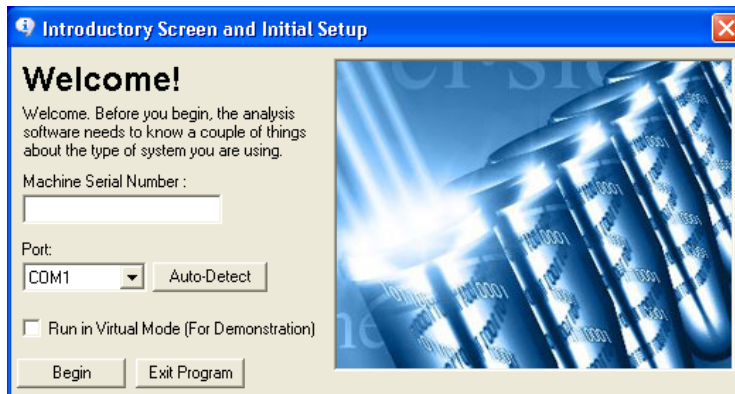 Introductory Screen and Initial Setup
Welcome!
Welcome. Before you begin, the analysis
software needs to know a couple of things
about the type of system you are using.
Machine Serial Number :
Port:
COM1
Auto-Detect
Run in Virtual Mode (For Demonstration)
Begin
Exit Program